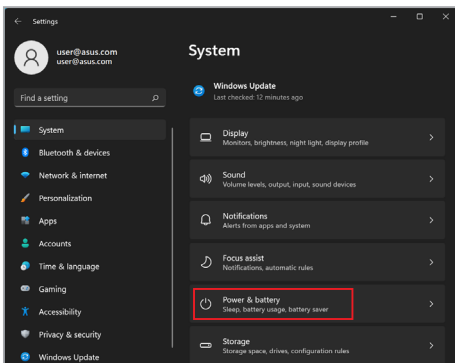 Settings
user@asus.com
user@asus.com
Find a setting
System
Bluetooth & devices
Network & internet
Personalization
Apps
Accounts
Time & language
Gaming
Accessibility
Privacy & security
Windows Update
System
Windows Update
Last checked: 12 minutes ago
Display
Monitors, brightness, night light, display profile
Sound
Volume levels, output, input, sound devices
Notifications
Alerts from apps and system
Focus assist
Notifications, automatic rules
Power & battery
Sleep, battery usage, battery saver
Storage
Storage space, drives, configuration rules